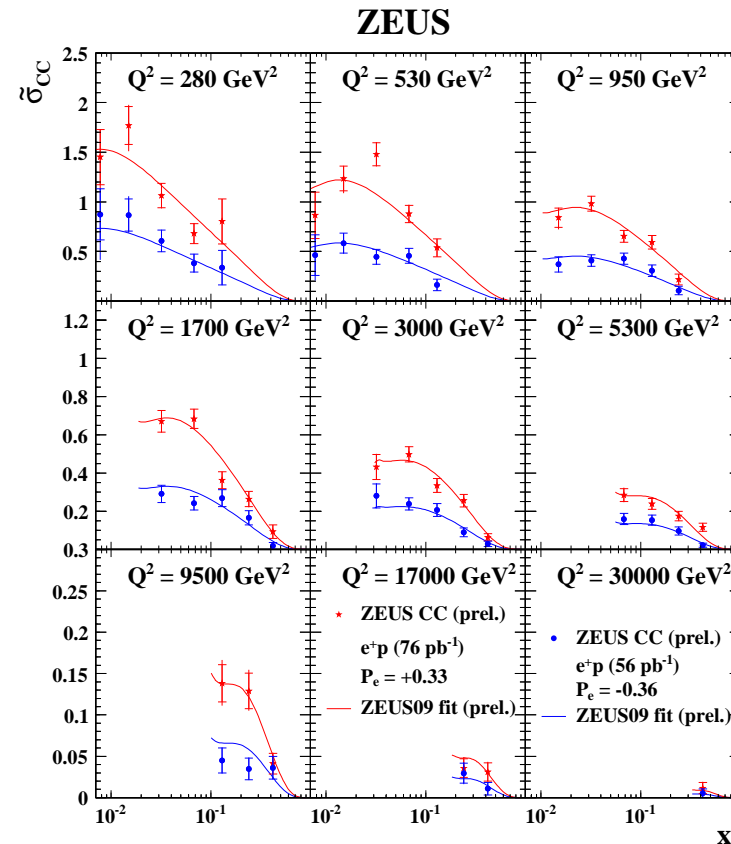 ZEUS
σ̃CC
2.5
2
1.5
1
0.5
Q² = 280 GeV²
Q² = 530 GeV²
Q² = 950 GeV²
1.2
1
0.8
0.6
0.4
0.2
Q² = 1700 GeV²
Q² = 3000 GeV²
Q² = 5300 GeV²
0.3
0.25
0.2
0.15
0.1
0.05
0
Q² = 9500 GeV²
Q² = 17000 GeV²
ZEUS CC (prel.)
e⁺p (76 pb⁻¹)
Pₑ = +0.33
ZEUS09 fit (prel.)
Q² = 30000 GeV²
ZEUS CC (prel.)
e⁺p (56 pb⁻¹)
Pₑ = -0.36
ZEUS09 fit (prel.)
10⁻² 10⁻¹ 10⁻² 10⁻¹ 10⁻² 10⁻¹
x